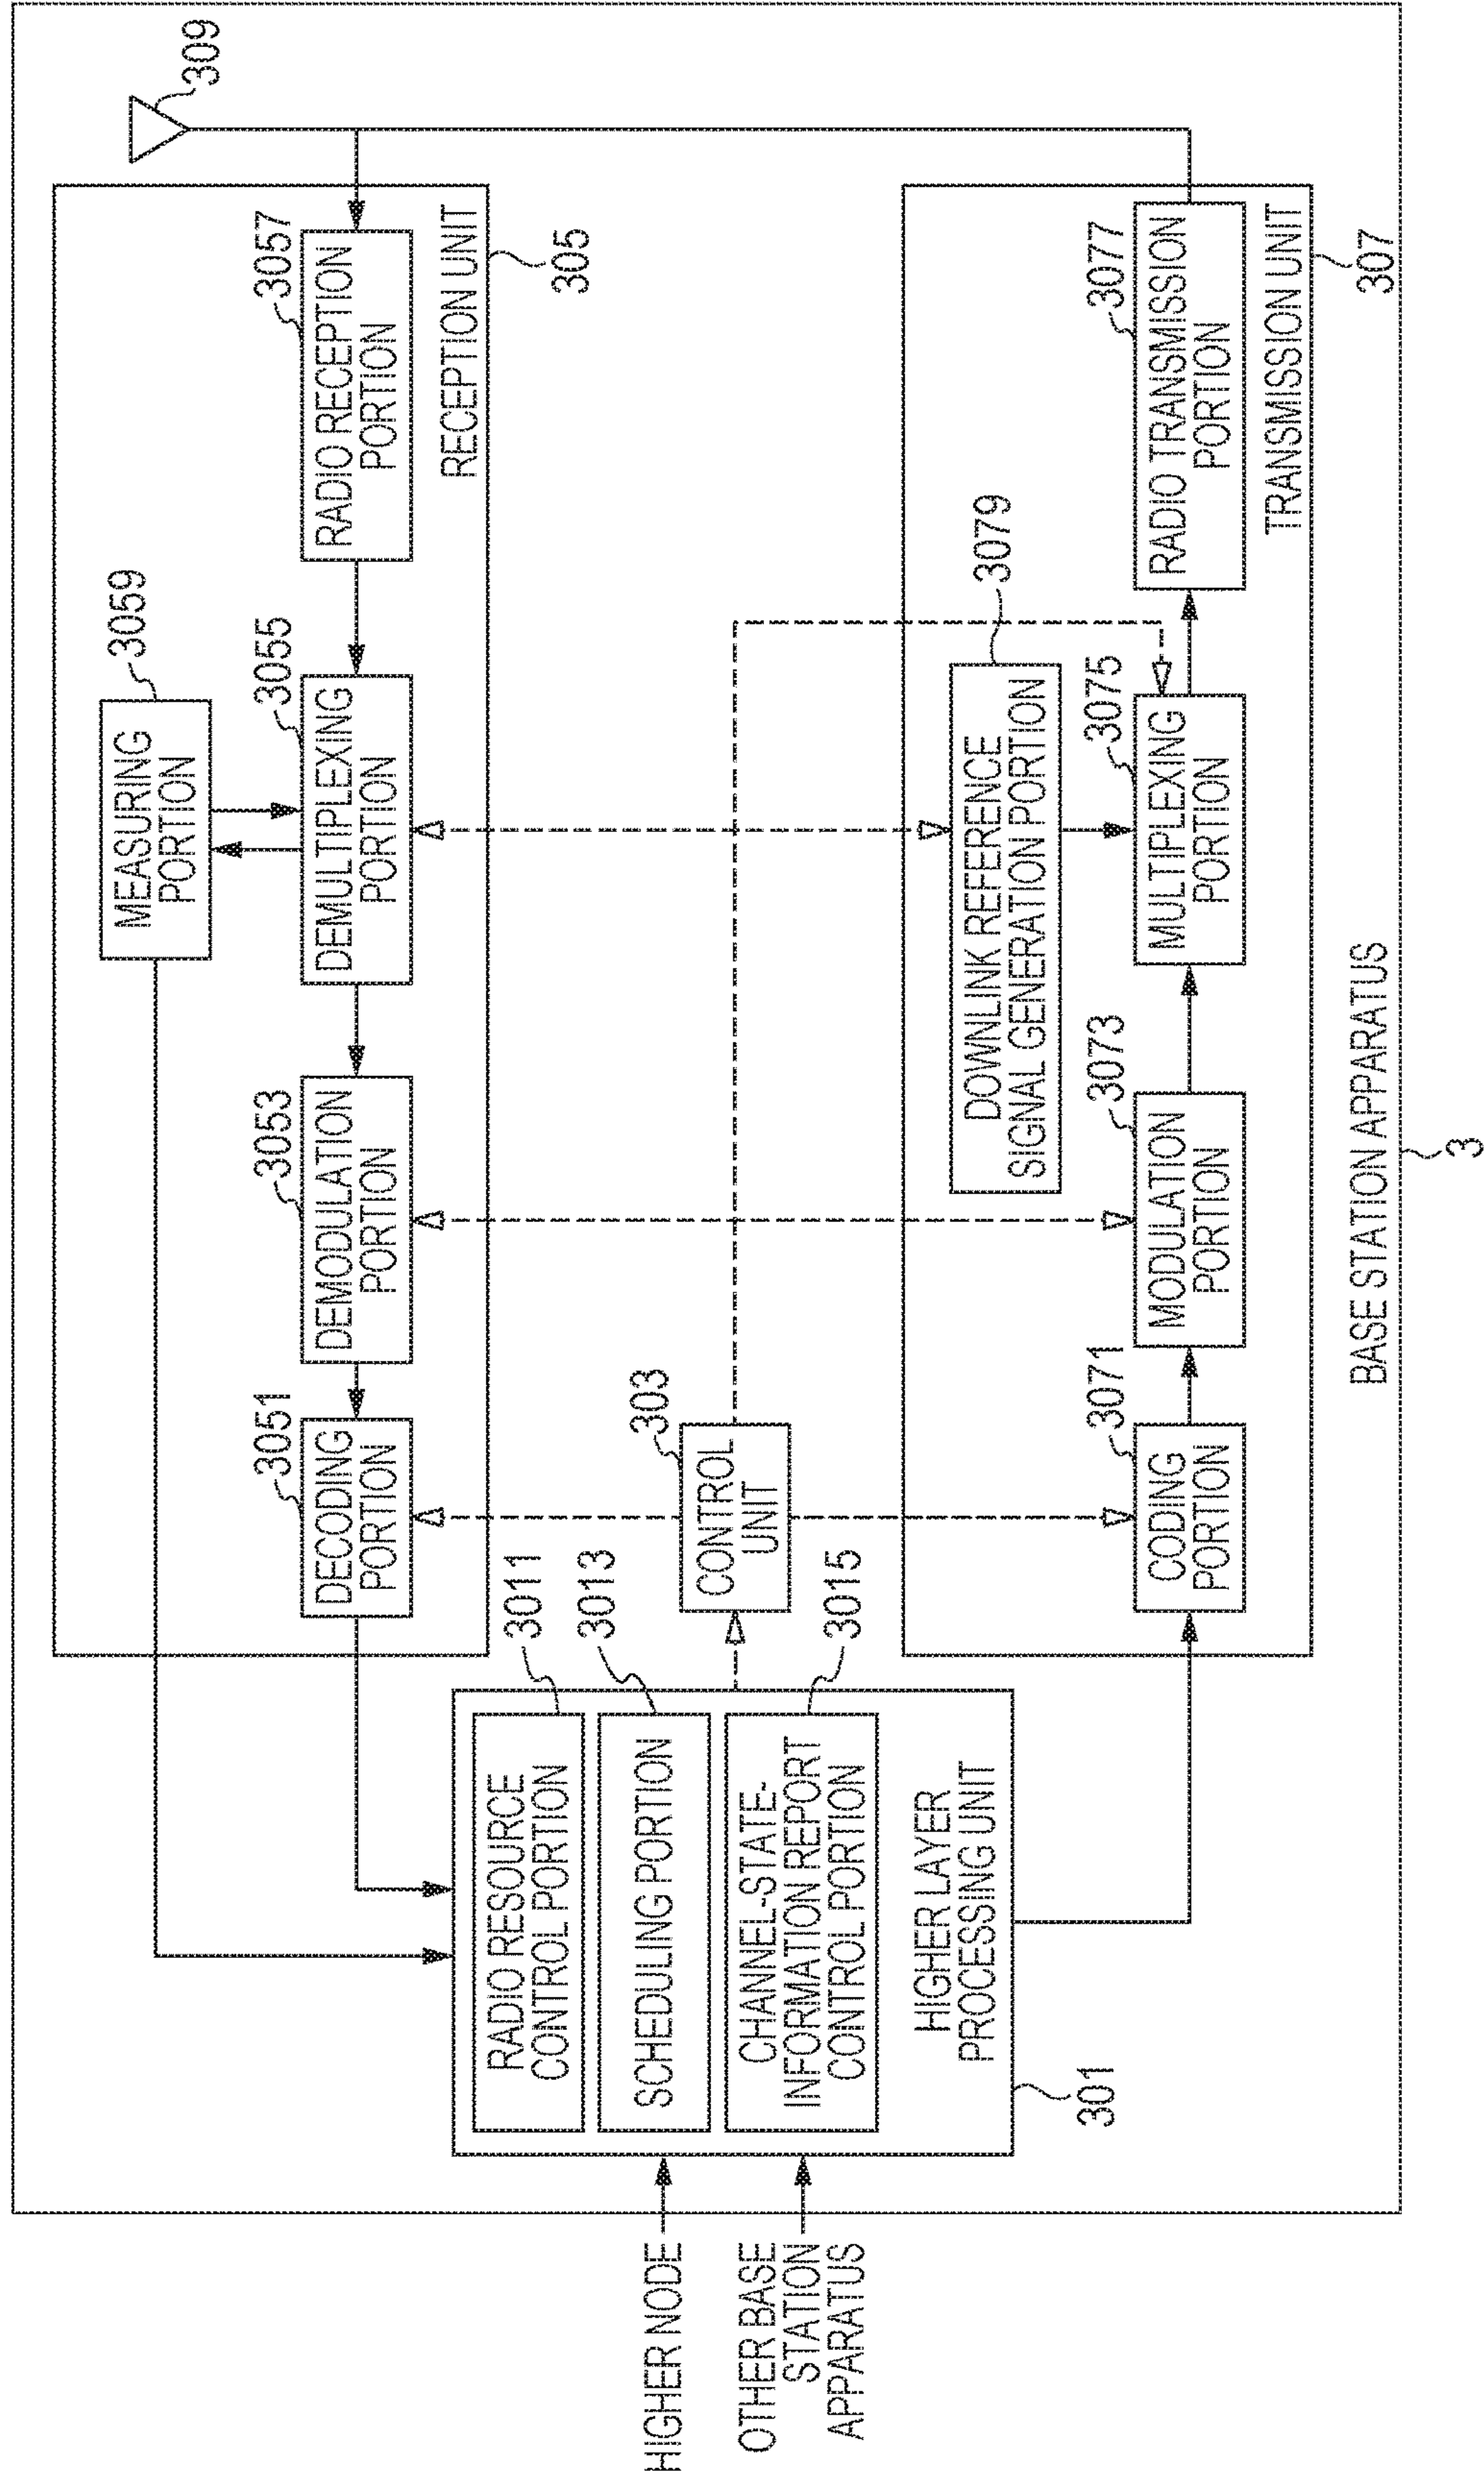 309
3057
RADIO RECEPTION
PORTION
RECEPTION UNIT
305
3059
MEASURING
PORTION
3055
DEMULTIPLEXING
PORTION
3053
DEMODULATION
PORTION
3051
DECODING
PORTION
HIGHER NODE
OTHER BASE
STATION
APPARATUS
3011
RADIO RESOURCE
CONTROL PORTION
3013
SCHEDULING PORTION
3015
CHANNEL-STATE-
INFORMATION REPORT
CONTROL PORTION
HIGHER LAYER
PROCESSING UNIT
301
303
CONTROL
UNIT
3071
CODING
PORTION
3073
MODULATION
PORTION
3079
DOWNLINK REFERENCE
SIGNAL GENERATION PORTION
3075
MULTIPLEXING
PORTION
3077
RADIO TRANSMISSION
PORTION
TRANSMISSION UNIT
307
BASE STATION APPARATUS
3